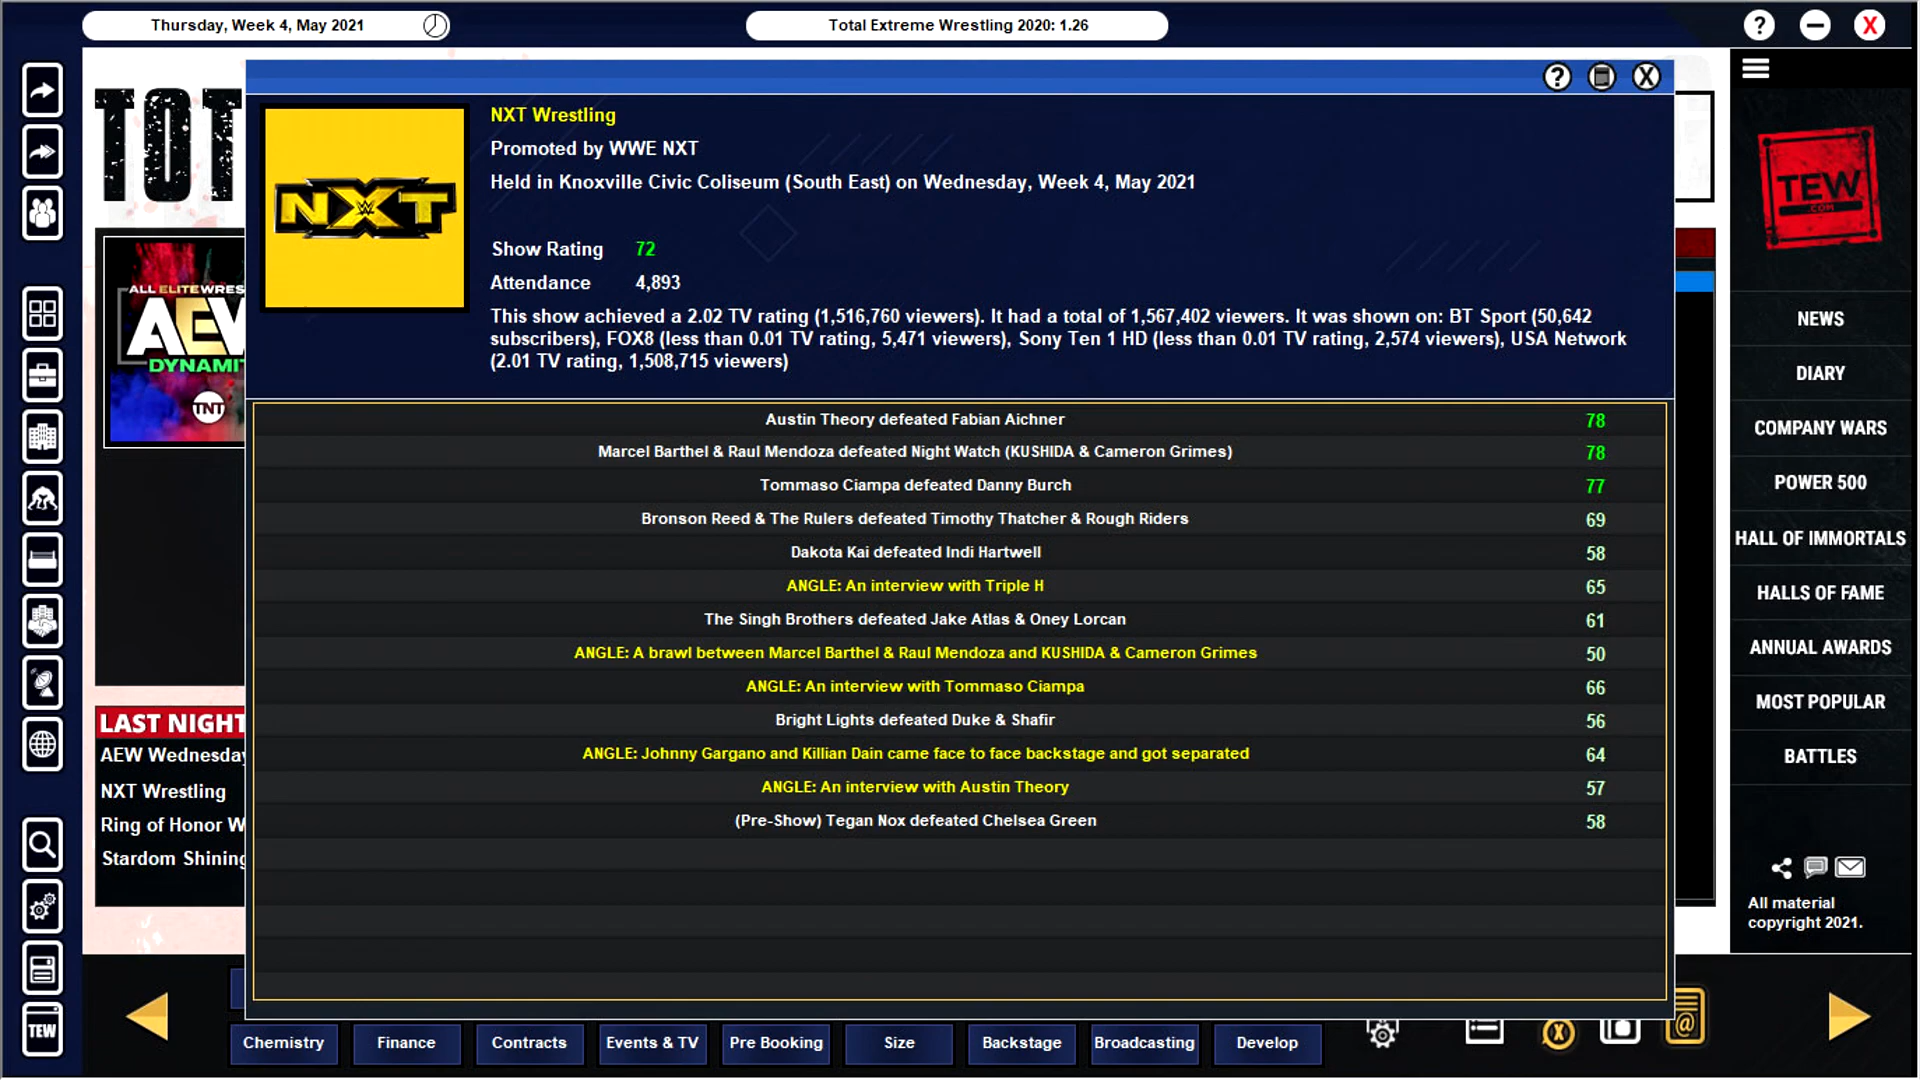 Thursday, Week 4, May 2021
Total Extreme Wrestling 2020: 1.26
TOT
ALL ELITE WRES
AEW
DYNAMI
TNT
LAST NIGHT
AEW Wednesday
NXT Wrestling
Ring of Honor W
Stardom Shining
NXT
NXT Wrestling
Promoted by WWE NXT
Held in Knoxville Civic Coliseum (South East) on Wednesday, Week 4, May 2021
Show Rating 72
Attendance 4,893
This show achieved a 2.02 TV rating (1,516,760 viewers). It had a total of 1,567,402 viewers. It was shown on: BT Sport (50,642
subscribers), FOX8 (less than 0.01 TV rating, 5,471 viewers), Sony Ten 1 HD (less than 0.01 TV rating, 2,574 viewers), USA Network
(2.01 TV rating, 1,508,715 viewers)
Austin Theory defeated Fabian Aichner 78
Marcel Barthel & Raul Mendoza defeated Night Watch (KUSHIDA & Cameron Grimes) 78
Tommaso Ciampa defeated Danny Burch 77
Bronson Reed & The Rulers defeated Timothy Thatcher & Rough Riders 69
Dakota Kai defeated Indi Hartwell 58
ANGLE: An interview with Triple H 65
The Singh Brothers defeated Jake Atlas & Oney Lorcan 61
ANGLE: A brawl between Marcel Barthel & Raul Mendoza and KUSHIDA & Cameron Grimes 50
ANGLE: An interview with Tommaso Ciampa 66
Bright Lights defeated Duke & Shafir 56
ANGLE: Johnny Gargano and Killian Dain came face to face backstage and got separated 64
ANGLE: An interview with Austin Theory 57
(Pre-Show) Tegan Nox defeated Chelsea Green 58
TEW
.COM
NEWS
DIARY
COMPANY WARS
POWER 500
HALL OF IMMORTALS
HALLS OF FAME
ANNUAL AWARDS
MOST POPULAR
BATTLES
All material
copyright 2021.
TEW
Chemistry
Finance
Contracts
Events & TV
Pre Booking
Size
Backstage
Broadcasting
Develop